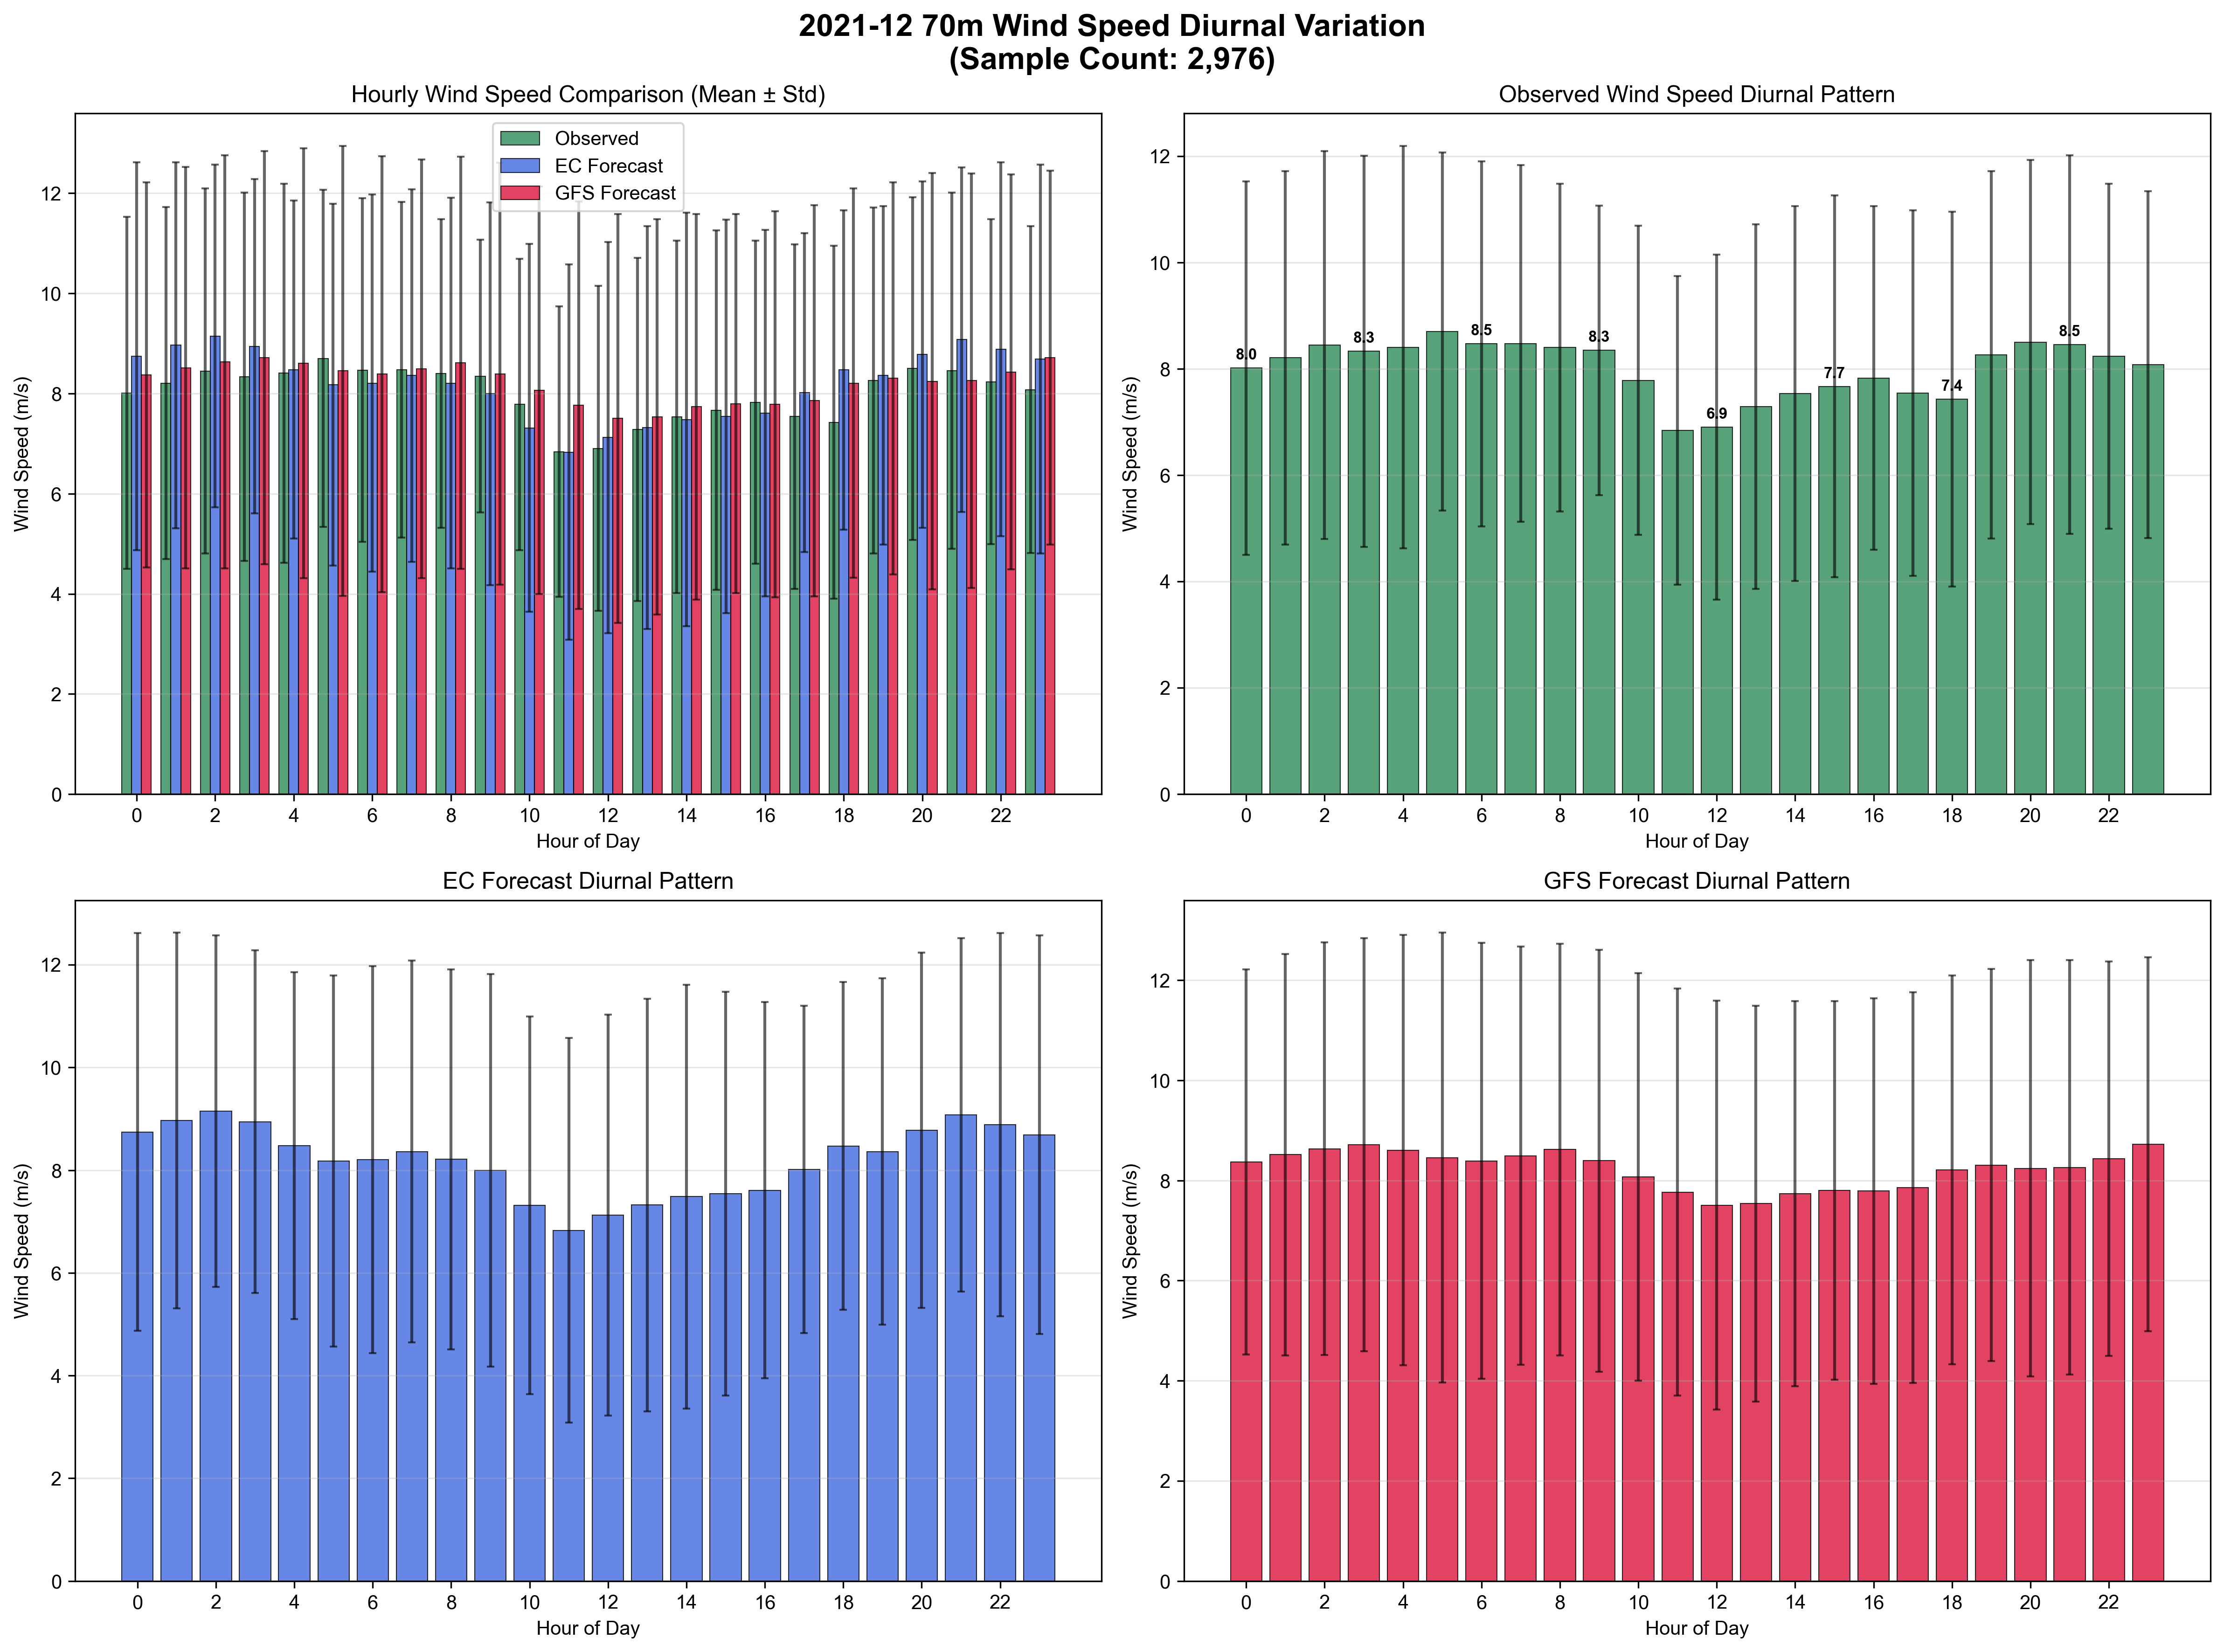 2021-12 70m Wind Speed Diurnal Variation
(Sample Count: 2,976)
Hourly Wind Speed Comparison (Mean ± Std)
Observed
EC Forecast
GFS Forecast
Wind Speed (m/s)
12
10
8
6
4
2
0
0 2 4 6 8 10 12 14 16 18 20 22
Hour of Day
Observed Wind Speed Diurnal Pattern
Wind Speed (m/s)
12
10
8
6
4
2
0
8.0 8.3 8.5 8.3 6.9 7.7 7.4 8.5
0 2 4 6 8 10 12 14 16 18 20 22
Hour of Day
EC Forecast Diurnal Pattern
Wind Speed (m/s)
12
10
8
6
4
2
0
0 2 4 6 8 10 12 14 16 18 20 22
Hour of Day
GFS Forecast Diurnal Pattern
Wind Speed (m/s)
12
10
8
6
4
2
0
0 2 4 6 8 10 12 14 16 18 20 22
Hour of Day